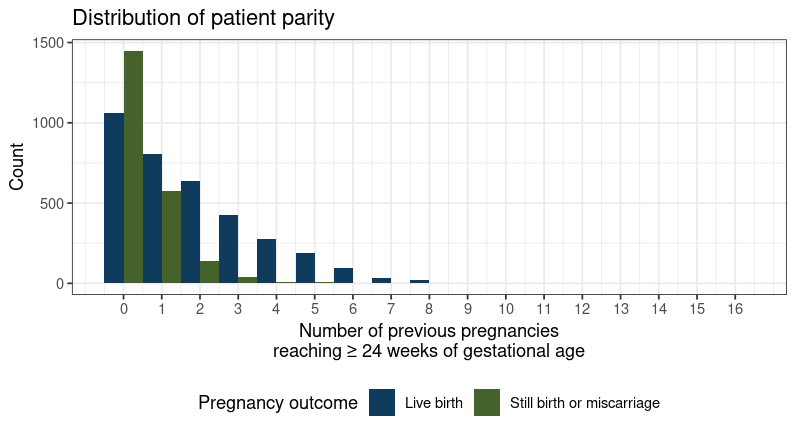 Distribution of patient parity
1500
1000
500
0
Count
0 1 2 3 4 5 6 7 8 9 10 11 12 13 14 15 16
Number of previous pregnancies
reaching ≥ 24 weeks of gestational age
Pregnancy outcome Live birth Still birth or miscarriage